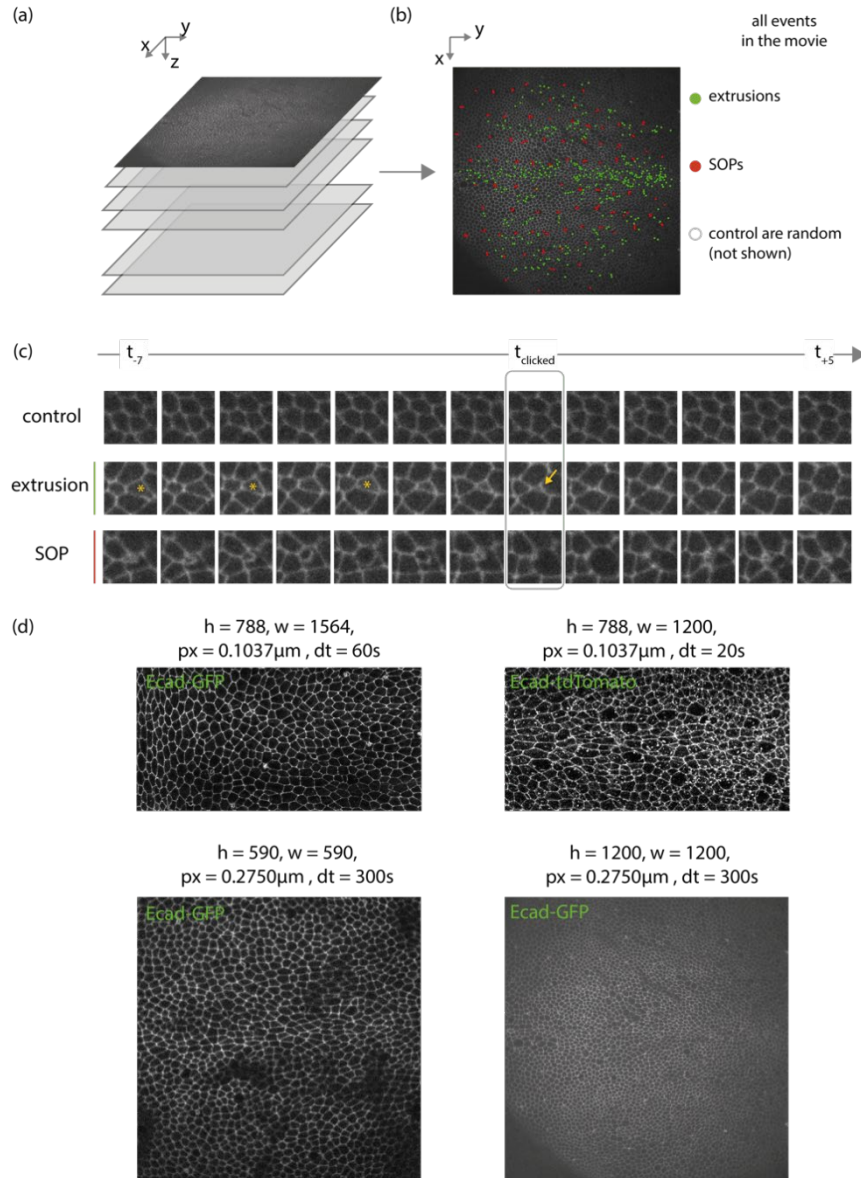 (a)
x
y
z
(b)
x
y
all events
in the movie
extrusions
SOPs
control are random
(not shown)
(c)
t-7
tclicked
t+5
control
extrusion
*
*
*
SOP
(d)
h = 788, w = 1564,
px = 0.1037µm , dt = 60s
Ecad-GFP
h = 788, w = 1200,
px = 0.1037µm , dt = 20s
Ecad-tdTomato
h = 590, w = 590,
px = 0.2750µm , dt = 300s
Ecad-GFP
h = 1200, w = 1200,
px = 0.2750µm , dt = 300s
Ecad-GFP